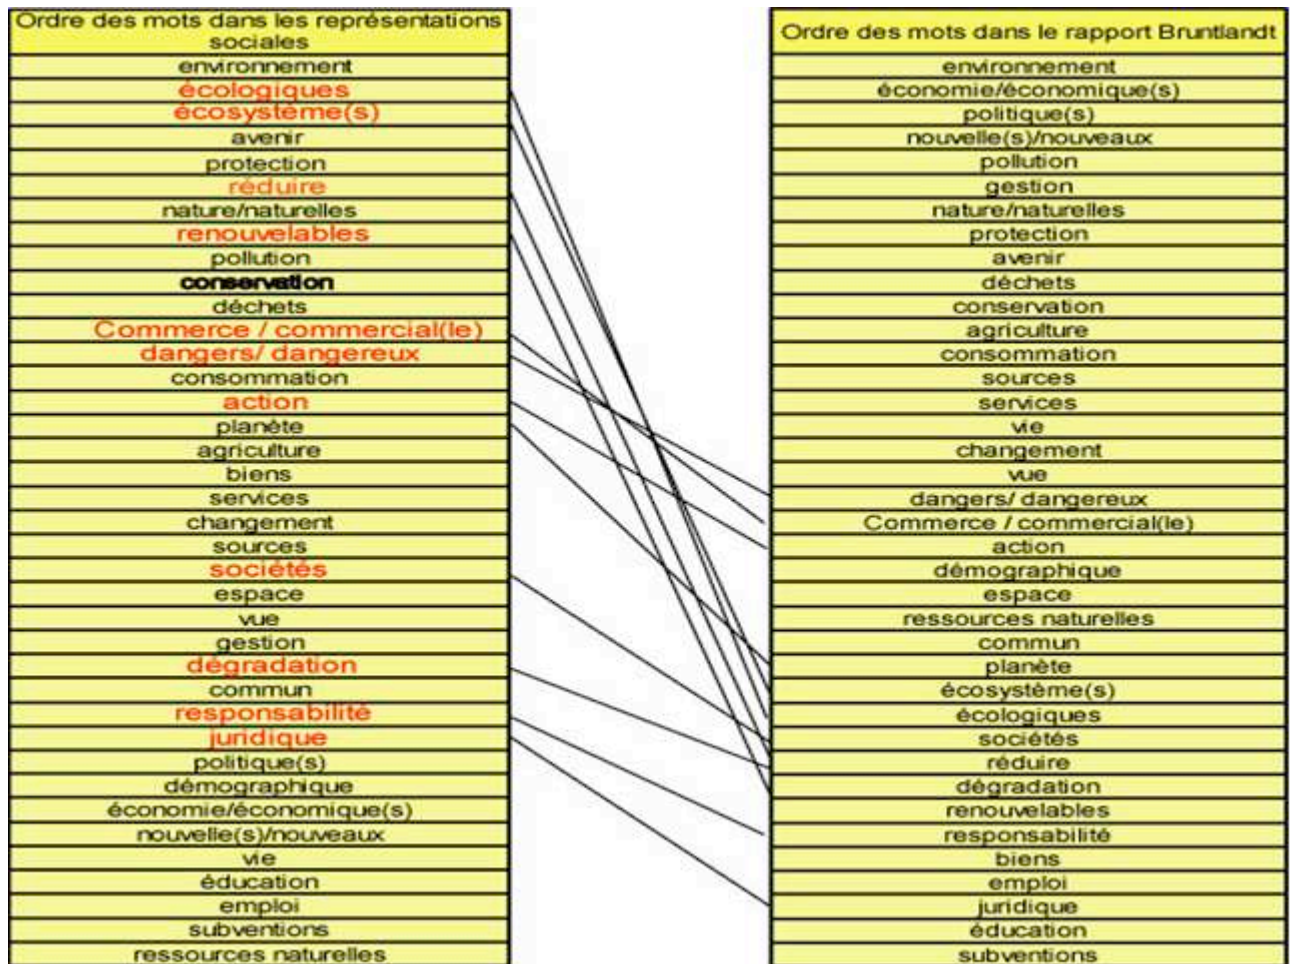 Ordre des mots dans les représentations
sociales
environnement
écologiques
écosystème(s)
avenir
protection
réduire
nature/naturelles
renouvelables
pollution
conservation
déchets
Commerce / commercial(le)
dangers/ dangereux
consommation
action
planète
agriculture
biens
services
changement
sources
sociétés
espace
vue
gestion
dégradation
commun
responsabilité
juridique
politique(s)
démographique
économie/économique(s)
nouvelle(s)/nouveaux
vie
éducation
emploi
subventions
ressources naturelles
Ordre des mots dans le rapport Bruntlandt
environnement
économie/économique(s)
politique(s)
nouvelle(s)/nouveaux
pollution
gestion
nature/naturelles
protection
avenir
déchets
conservation
agriculture
consommation
sources
services
vie
changement
vue
dangers/ dangereux
Commerce / commercial(le)
action
démographique
espace
ressources naturelles
commun
planète
écosystème(s)
écologiques
sociétés
réduire
dégradation
renouvelables
responsabilité
biens
emploi
juridique
éducation
subventions